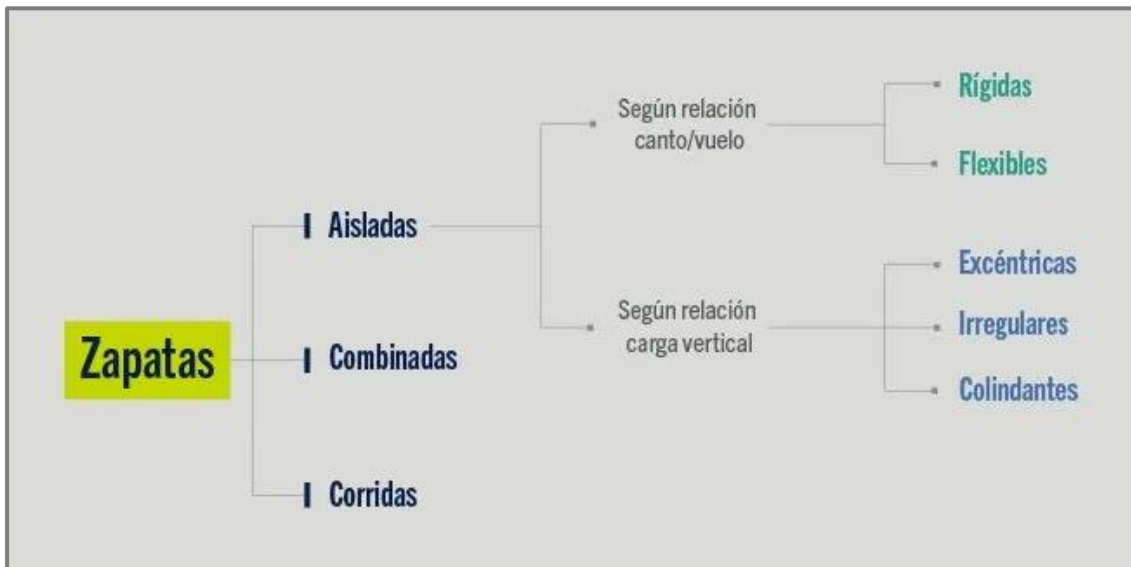 Zapatas
Aisladas
Según relación
canto/vuelo
Rígidas
Flexibles
Según relación
carga vertical
Excéntricas
Irregulares
Colindantes
Combinadas
Corridas